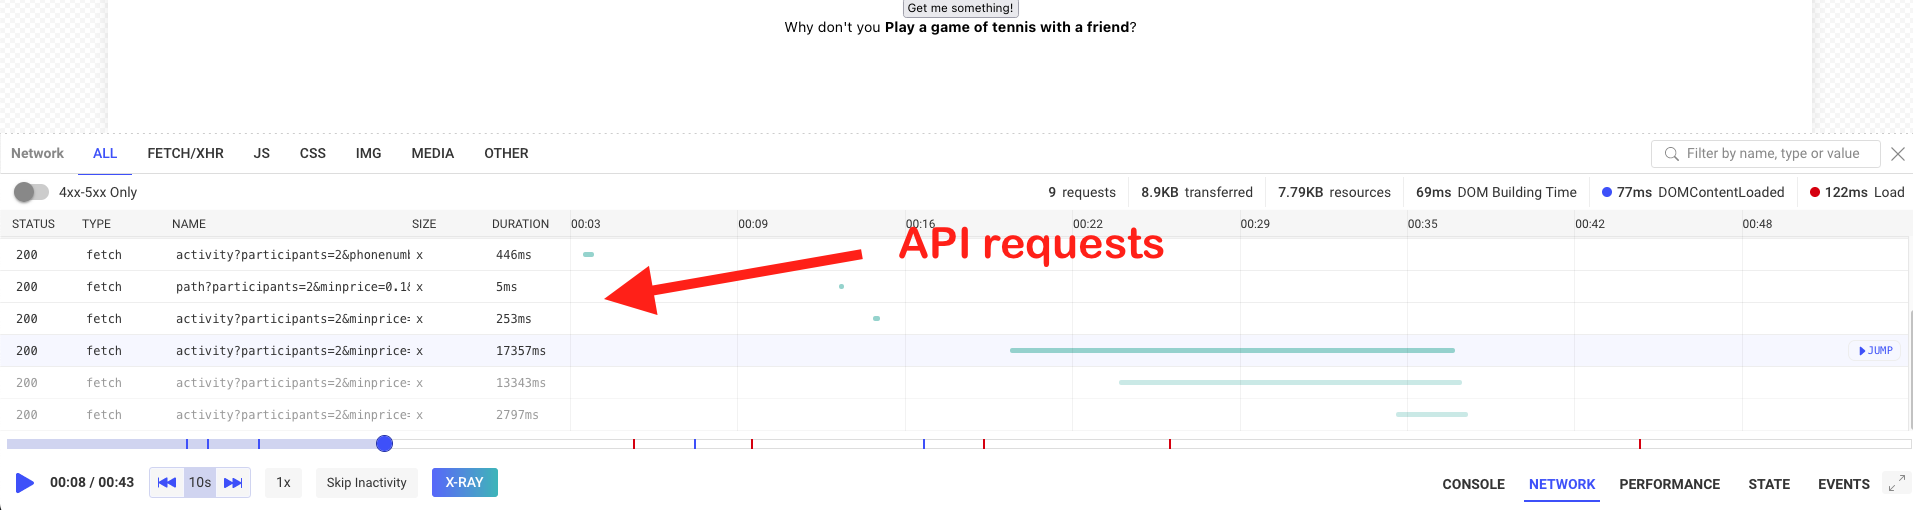 Get me something!
Why don't you Play a game of tennis with a friend?
Network ALL FETCH/XHR JS CSS IMG MEDIA OTHER Filter by name, type or value
4xx-5xx Only 9 requests 8.9KB transferred 7.79KB resources 69ms DOM Building Time 77ms DOMContentLoaded 122ms Load
STATUS TYPE NAME SIZE DURATION 00:03 00:09 00:16 00:22 00:29 00:35 00:42 00:48
API requests
200 fetch activity?participants=2&phonenumb x 446ms
200 fetch path?participants=2&minprice=0.1& x 5ms
200 fetch activity?participants=2&minprice= x 253ms
200 fetch activity?participants=2&minprice= x 17357ms JUMP
200 fetch activity?participants=2&minprice= x 13343ms
200 fetch activity?participants=2&minprice= x 2797ms
00:08 / 00:43 10s 1x Skip Inactivity X-RAY CONSOLE NETWORK PERFORMANCE STATE EVENTS